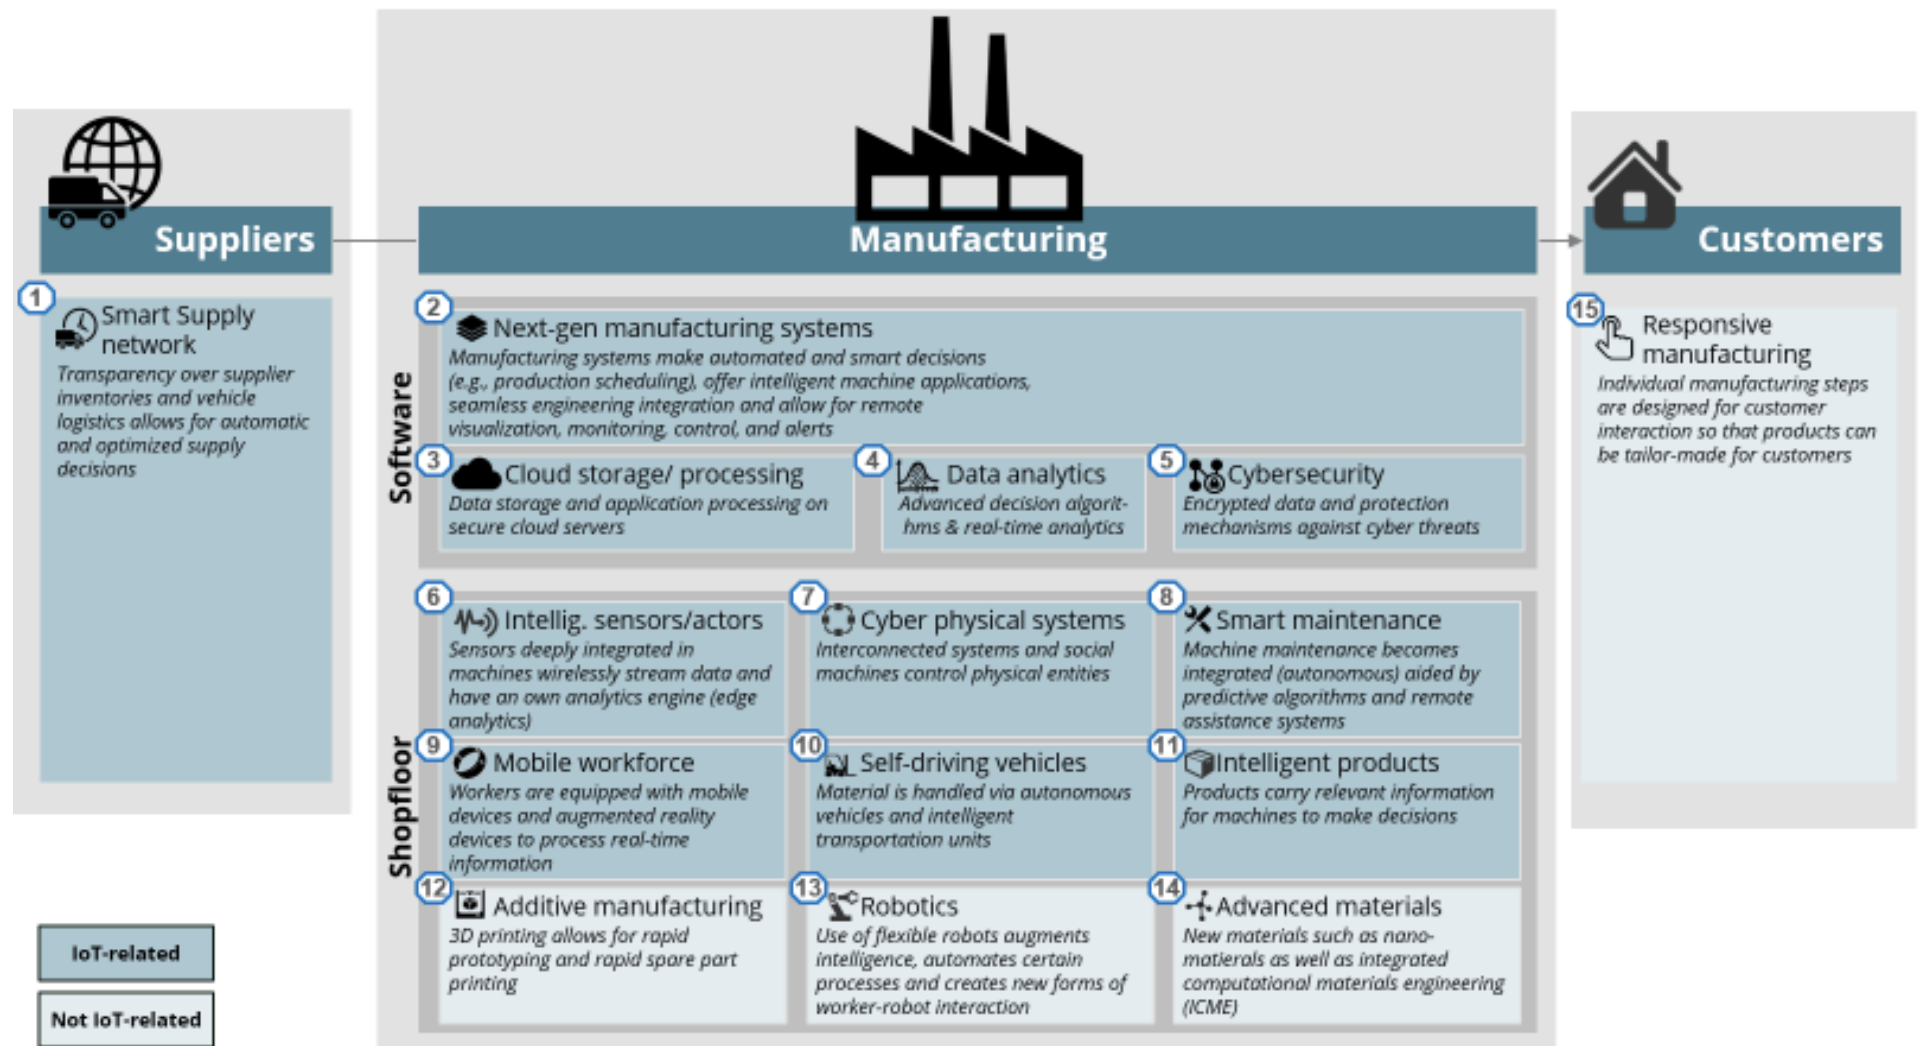 Suppliers
Manufacturing
Customers
1
Smart Supply
network
Transparency over supplier
inventories and vehicle
logistics allows for automatic
and optimized supply
decisions
Software
2
Next-gen manufacturing systems
Manufacturing systems make automated and smart decisions
(e.g., production scheduling), offer intelligent machine applications,
seamless engineering integration and allow for remote
visualization, monitoring, control, and alerts
3
Cloud storage/ processing
Data storage and application processing on
secure cloud servers
4
Data analytics
Advanced decision algorit-
hms & real-time analytics
5
Cybersecurity
Encrypted data and protection
mechanisms against cyber threats
Shopfloor
6
Intellig. sensors/actors
Sensors deeply integrated in
machines wirelessly stream data and
have an own analytics engine (edge
analytics)
7
Cyber physical systems
Interconnected systems and social
machines control physical entities
8
Smart maintenance
Machine maintenance becomes
integrated (autonomous) aided by
predictive algorithms and remote
assistance systems
9
Mobile workforce
Workers are equipped with mobile
devices and augmented reality
devices to process real-time
information
10
Self-driving vehicles
Material is handled via autonomous
vehicles and intelligent
transportation units
11
Intelligent products
Products carry relevant information
for machines to make decisions
12
Additive manufacturing
3D printing allows for rapid
prototyping and rapid spare part
printing
13
Robotics
Use of flexible robots augments
intelligence, automates certain
processes and creates new forms of
worker-robot interaction
14
Advanced materials
New materials such as nano-
matierals as well as integrated
computational materials engineering
(ICME)
15
Responsive
manufacturing
Individual manufacturing steps
are designed for customer
interaction so that products can
be tailor-made for customers
IoT-related
Not IoT-related